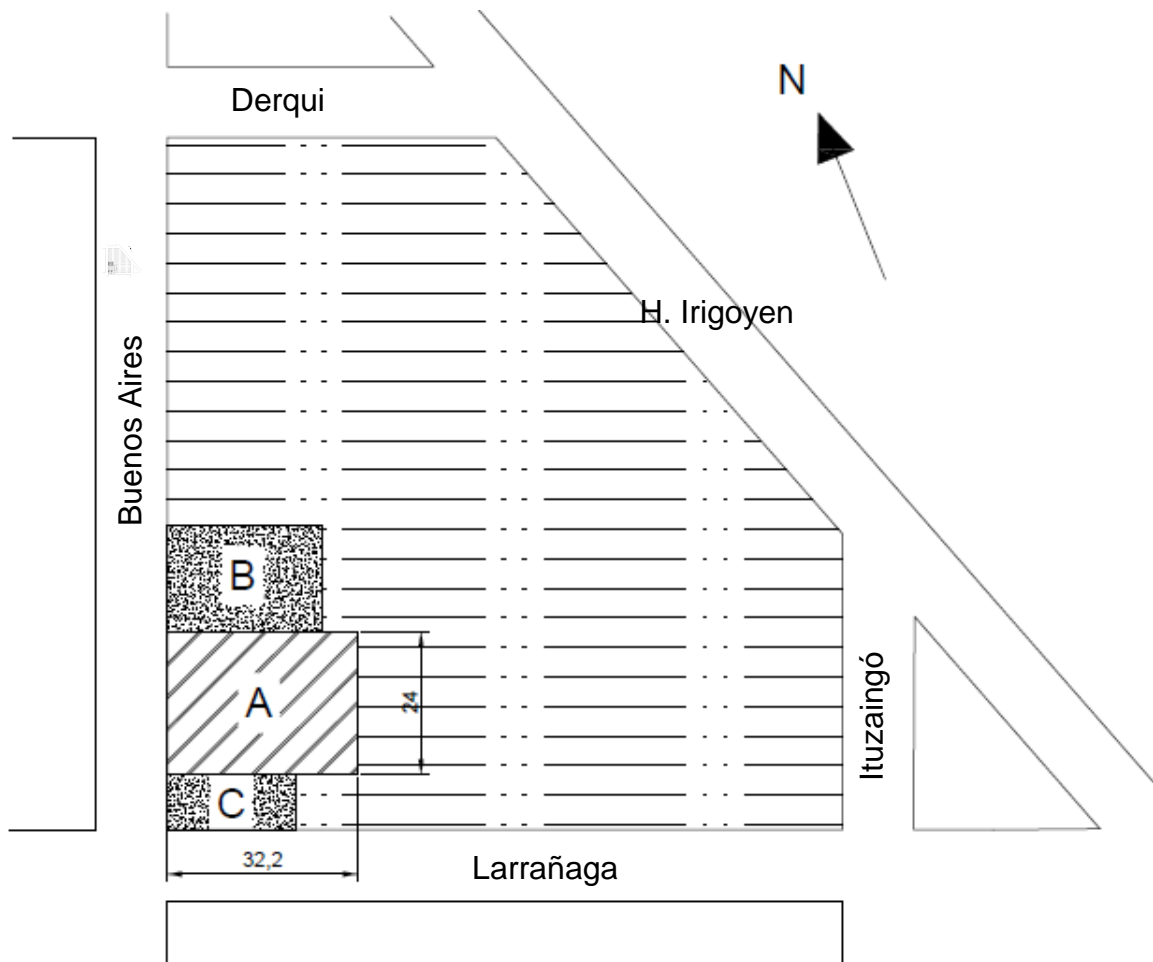 N
Derqui
H. Irigoyen
Buenos Aires
B
A
24
Ituzaingó
C
32,2
Larrañaga